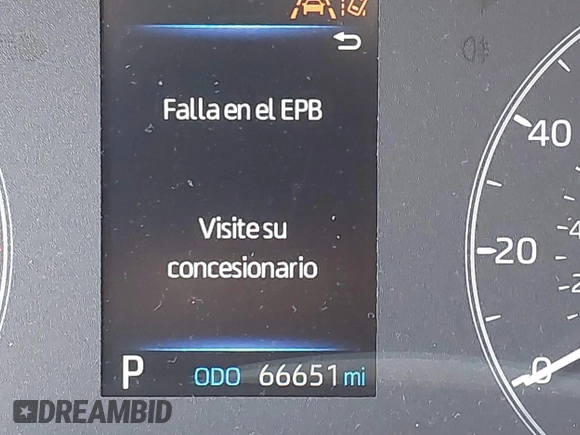 Falla en el EPB
Visite su
concesionario
P ODO 66651 mi
40
20
0
DREAMBID